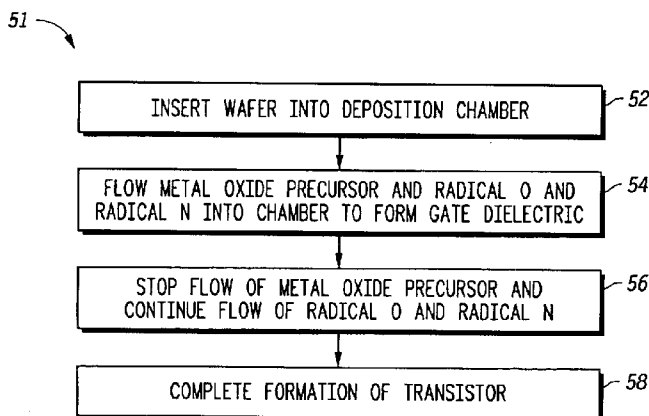 51
INSERT WAFER INTO DEPOSITION CHAMBER
52
FLOW METAL OXIDE PRECURSOR AND RADICAL O AND
RADICAL N INTO CHAMBER TO FORM GATE DIELECTRIC
54
STOP FLOW OF METAL OXIDE PRECURSOR AND
CONTINUE FLOW OF RADICAL O AND RADICAL N
56
COMPLETE FORMATION OF TRANSISTOR
58